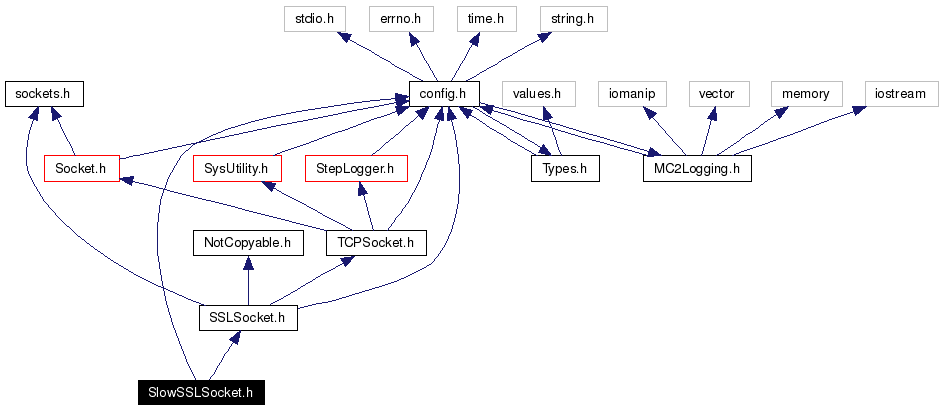 stdio.h
errno.h
time.h
string.h
sockets.h
config.h
values.h
iomanip
vector
memory
iostream
Socket.h
SysUtility.h
StepLogger.h
Types.h
MC2Logging.h
NotCopyable.h
TCPSocket.h
SSLSocket.h
SlowSSLSocket.h